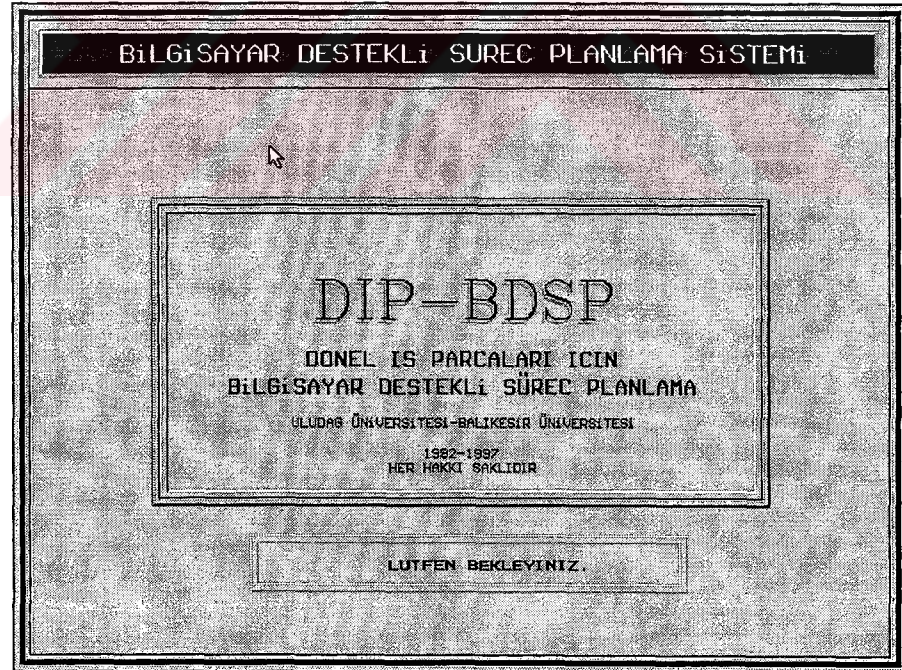 BiLGiSAYAR DESTEKLi SUREC PLANLAMA SiSTEMi
DIP-BDSP
DONEL IS PARCALARI ICIN
BiLGiSAYAR DESTEKLi SÜREC PLANLAMA
ULUDAG ÜNiVERSiTESi-BALIKESiR ÜNiVERSiTESi
1982-1997
HER HAKKI SAKLIDIR
LUTFEN BEKLEYINIZ.